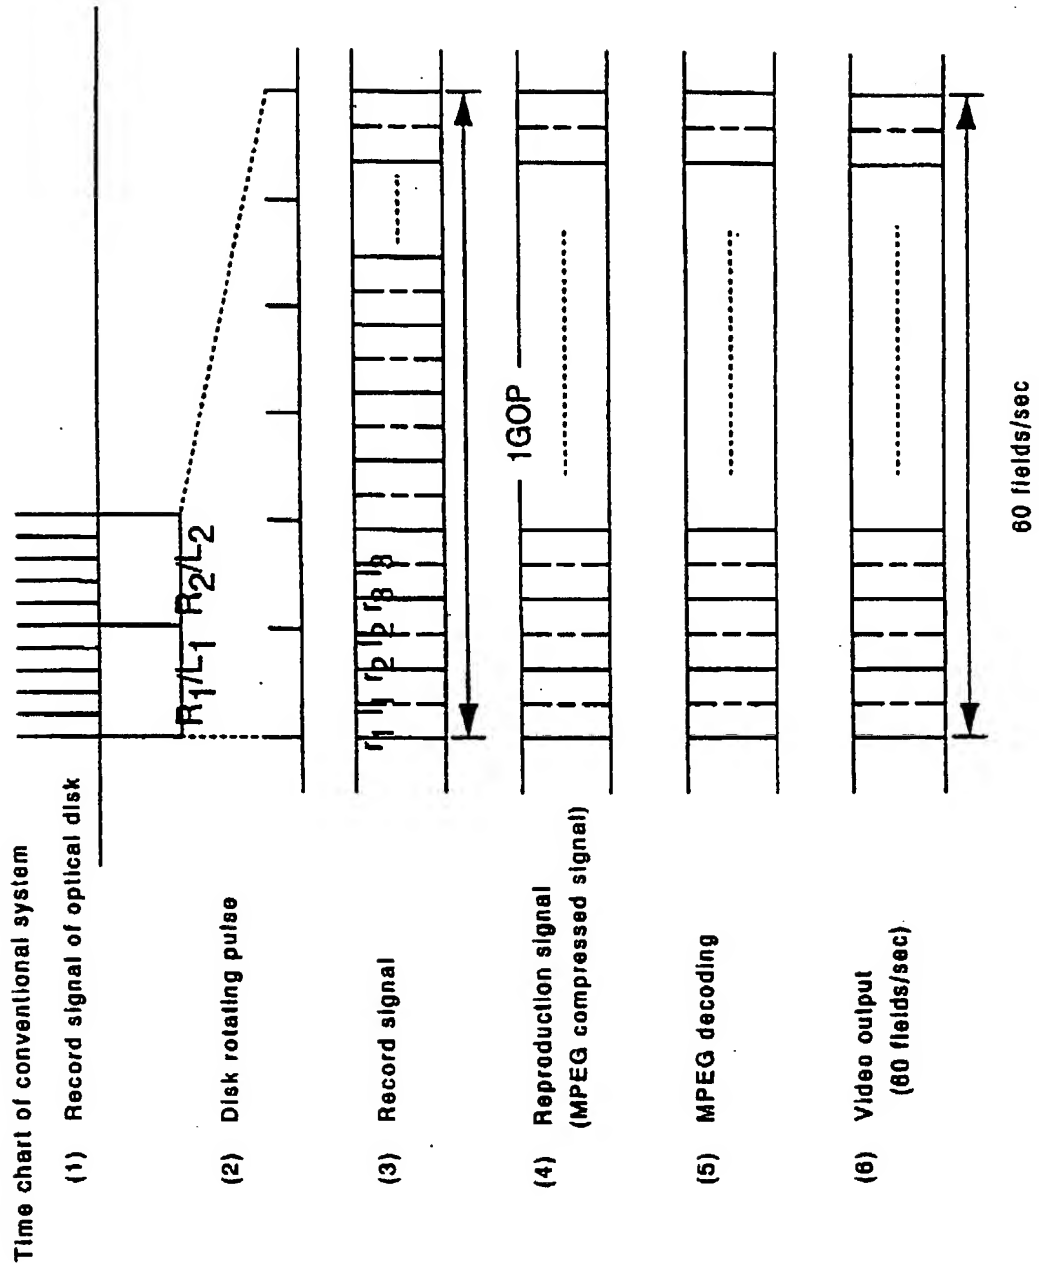 Time chart of conventional system
(1) Record signal of optical disk
R1/L1 R2/L2
(2) Disk rotating pulse
(3) Record signal
r1 l1 r2 l2 r3 l3
1GOP
(4) Reproduction signal
(MPEG compressed signal)
(5) MPEG decoding
(6) Video output
(60 fields/sec)
60 fields/sec